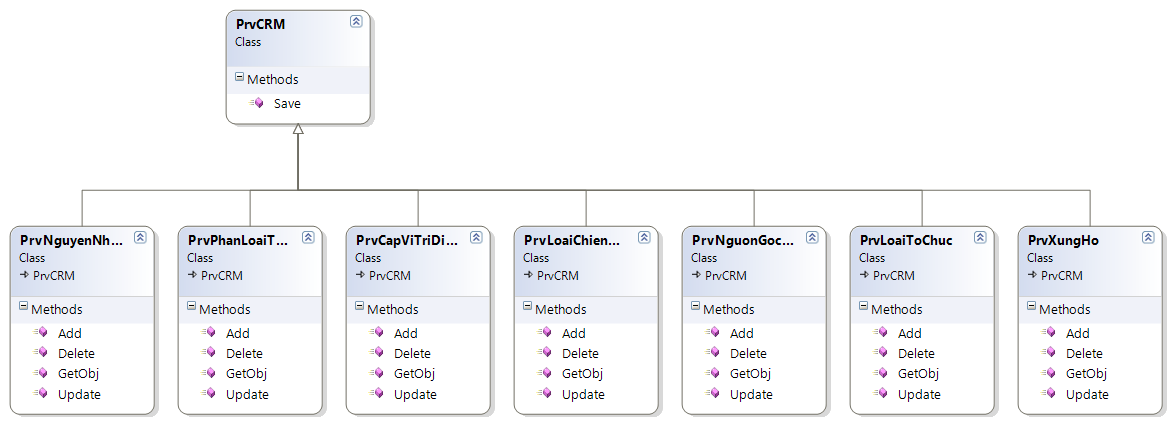 PrvCRM
Class
Methods
Save
PrvNguyenNh...
Class
PrvCRM
Methods
Add
Delete
GetObj
Update
PrvPhanLoaiT...
Class
PrvCRM
Methods
Add
Delete
GetObj
Update
PrvCapViTriDi...
Class
PrvCRM
Methods
Add
Delete
GetObj
Update
PrvLoaiChien...
Class
PrvCRM
Methods
Add
Delete
GetObj
Update
PrvNguonGoc...
Class
PrvCRM
Methods
Add
Delete
GetObj
Update
PrvLoaiToChuc
Class
PrvCRM
Methods
Add
Delete
GetObj
Update
PrvXungHo
Class
PrvCRM
Methods
Add
Delete
GetObj
Update